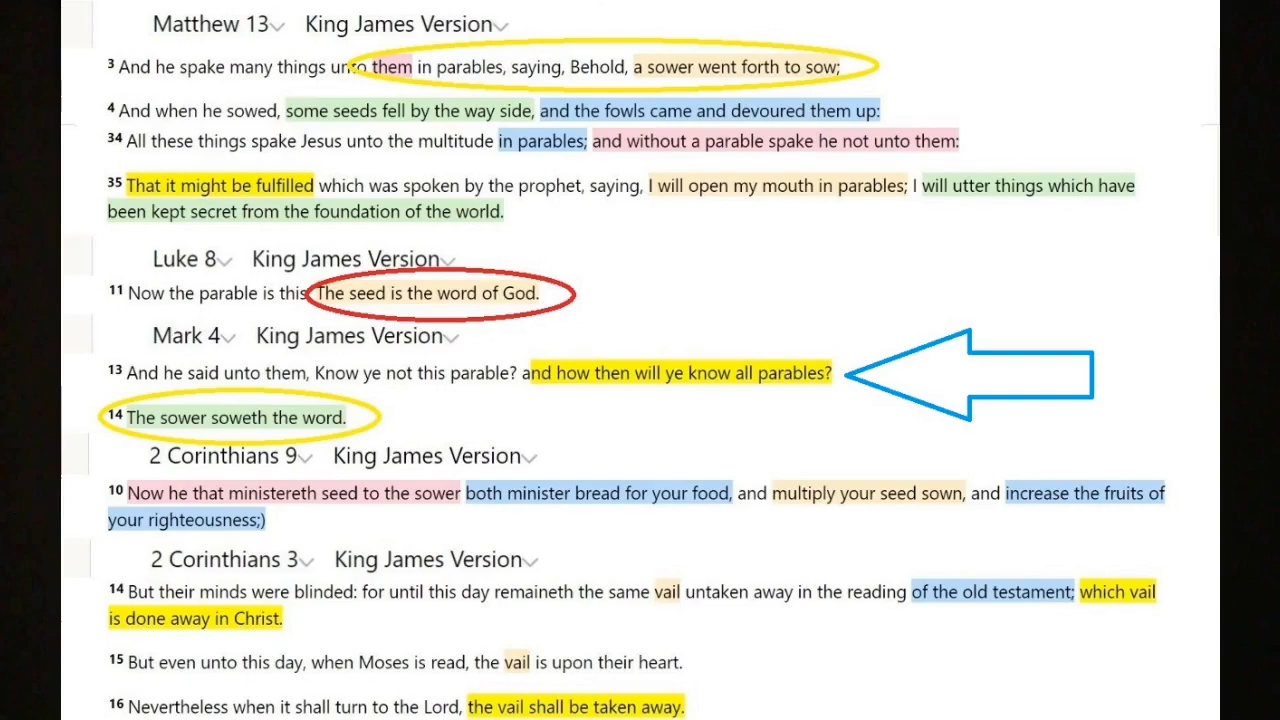 Matthew 13 King James Version
3 And he spake many things unto them in parables, saying, Behold, a sower went forth to sow;
4 And when he sowed, some seeds fell by the way side, and the fowls came and devoured them up:
34 All these things spake Jesus unto the multitude in parables; and without a parable spake he not unto them:
35 That it might be fulfilled which was spoken by the prophet, saying, I will open my mouth in parables; I will utter things which have
been kept secret from the foundation of the world.
Luke 8 King James Version
11 Now the parable is this The seed is the word of God.
Mark 4 King James Version
13 And he said unto them, Know ye not this parable? and how then will ye know all parables?
14 The sower soweth the word.
2 Corinthians 9 King James Version
10 Now he that ministereth seed to the sower both minister bread for your food, and multiply your seed sown, and increase the fruits of
your righteousness;)
2 Corinthians 3 King James Version
14 But their minds were blinded: for until this day remaineth the same vail untaken away in the reading of the old testament; which vail
is done away in Christ.
15 But even unto this day, when Moses is read, the vail is upon their heart.
16 Nevertheless when it shall turn to the Lord, the vail shall be taken away.